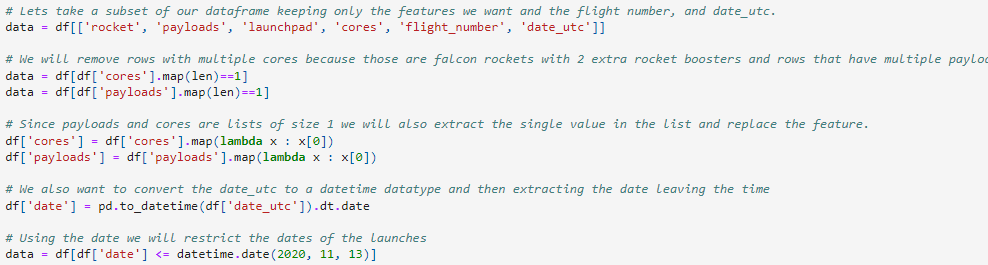 # Lets take a subset of our dataframe keeping only the features we want and the flight number, and date_utc.
data = df[['rocket', 'payloads', 'launchpad', 'cores', 'flight_number', 'date_utc']]
# We will remove rows with multiple cores because those are falcon rockets with 2 extra rocket boosters and rows that have multiple
data = df[df['cores'].map(len)==1]
data = df[df['payloads'].map(len)==1]
# Since payloads and cores are lists of size 1 we will also extract the single value in the list and replace the feature.
df['cores'] = df['cores'].map(lambda x : x[0])
df['payloads'] = df['payloads'].map(lambda x : x[0])
# We also want to convert the date_utc to a datetime datatype and then extracting the date leaving the time
df['date'] = pd.to_datetime(df['date_utc']).dt.date
# Using the date we will restrict the dates of the launches
data = df[df['date'] <= datetime.date(2020, 11, 13)]